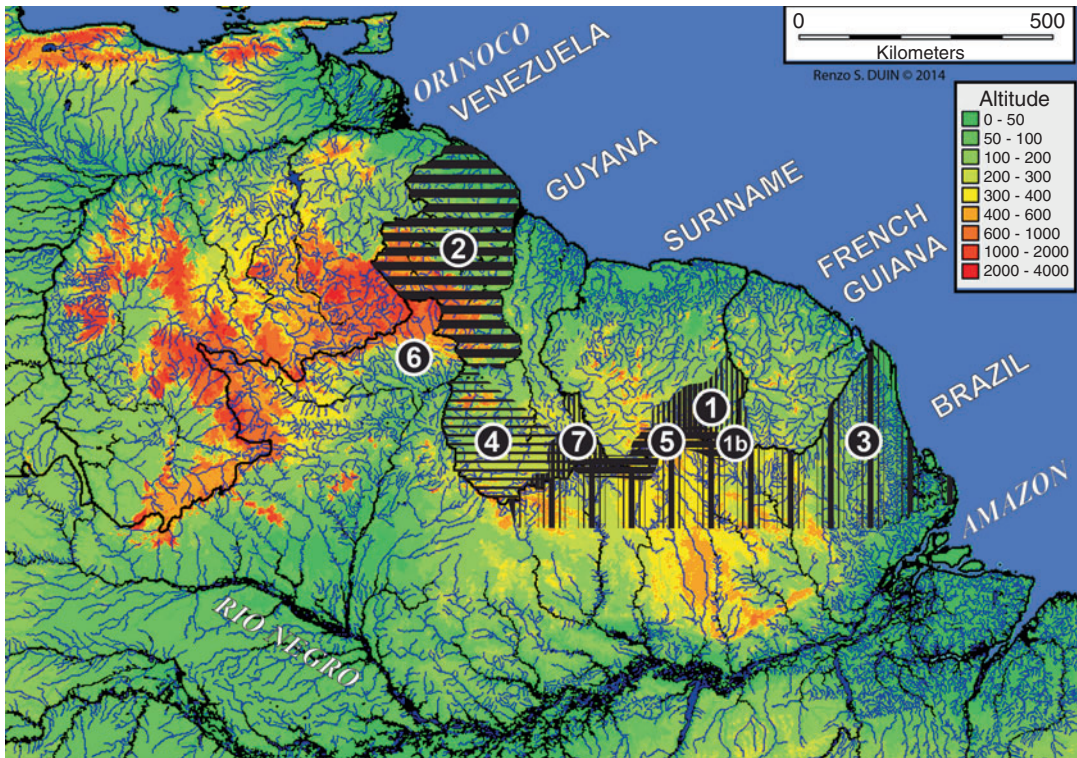 0 500
Kilometers
Renzo S. DUIN © 2014
Altitude
0 - 50
50 - 100
100 - 200
200 - 300
300 - 400
400 - 600
600 - 1000
1000 - 2000
2000 - 4000
ORINOCO
VENEZUELA
GUYANA
SURINAME
FRENCH
GUIANA
BRAZIL
AMAZON
RIO NEGRO
2
6
1
4
7
5
1b
3